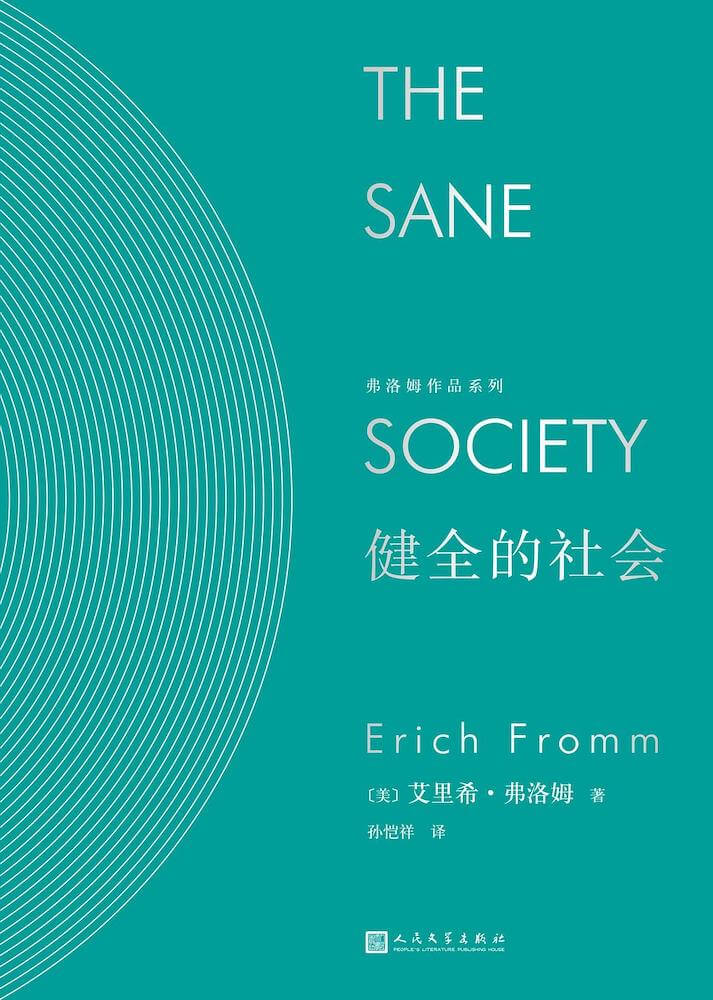 THE
SANE
弗洛姆作品系列
SOCIETY
健全的社会
Erich Fromm
〔美〕艾里希·弗洛姆 著
孙恺祥 译
人民文学出版社
PEOPLE'S LITERATURE PUBLISHING HOUSE